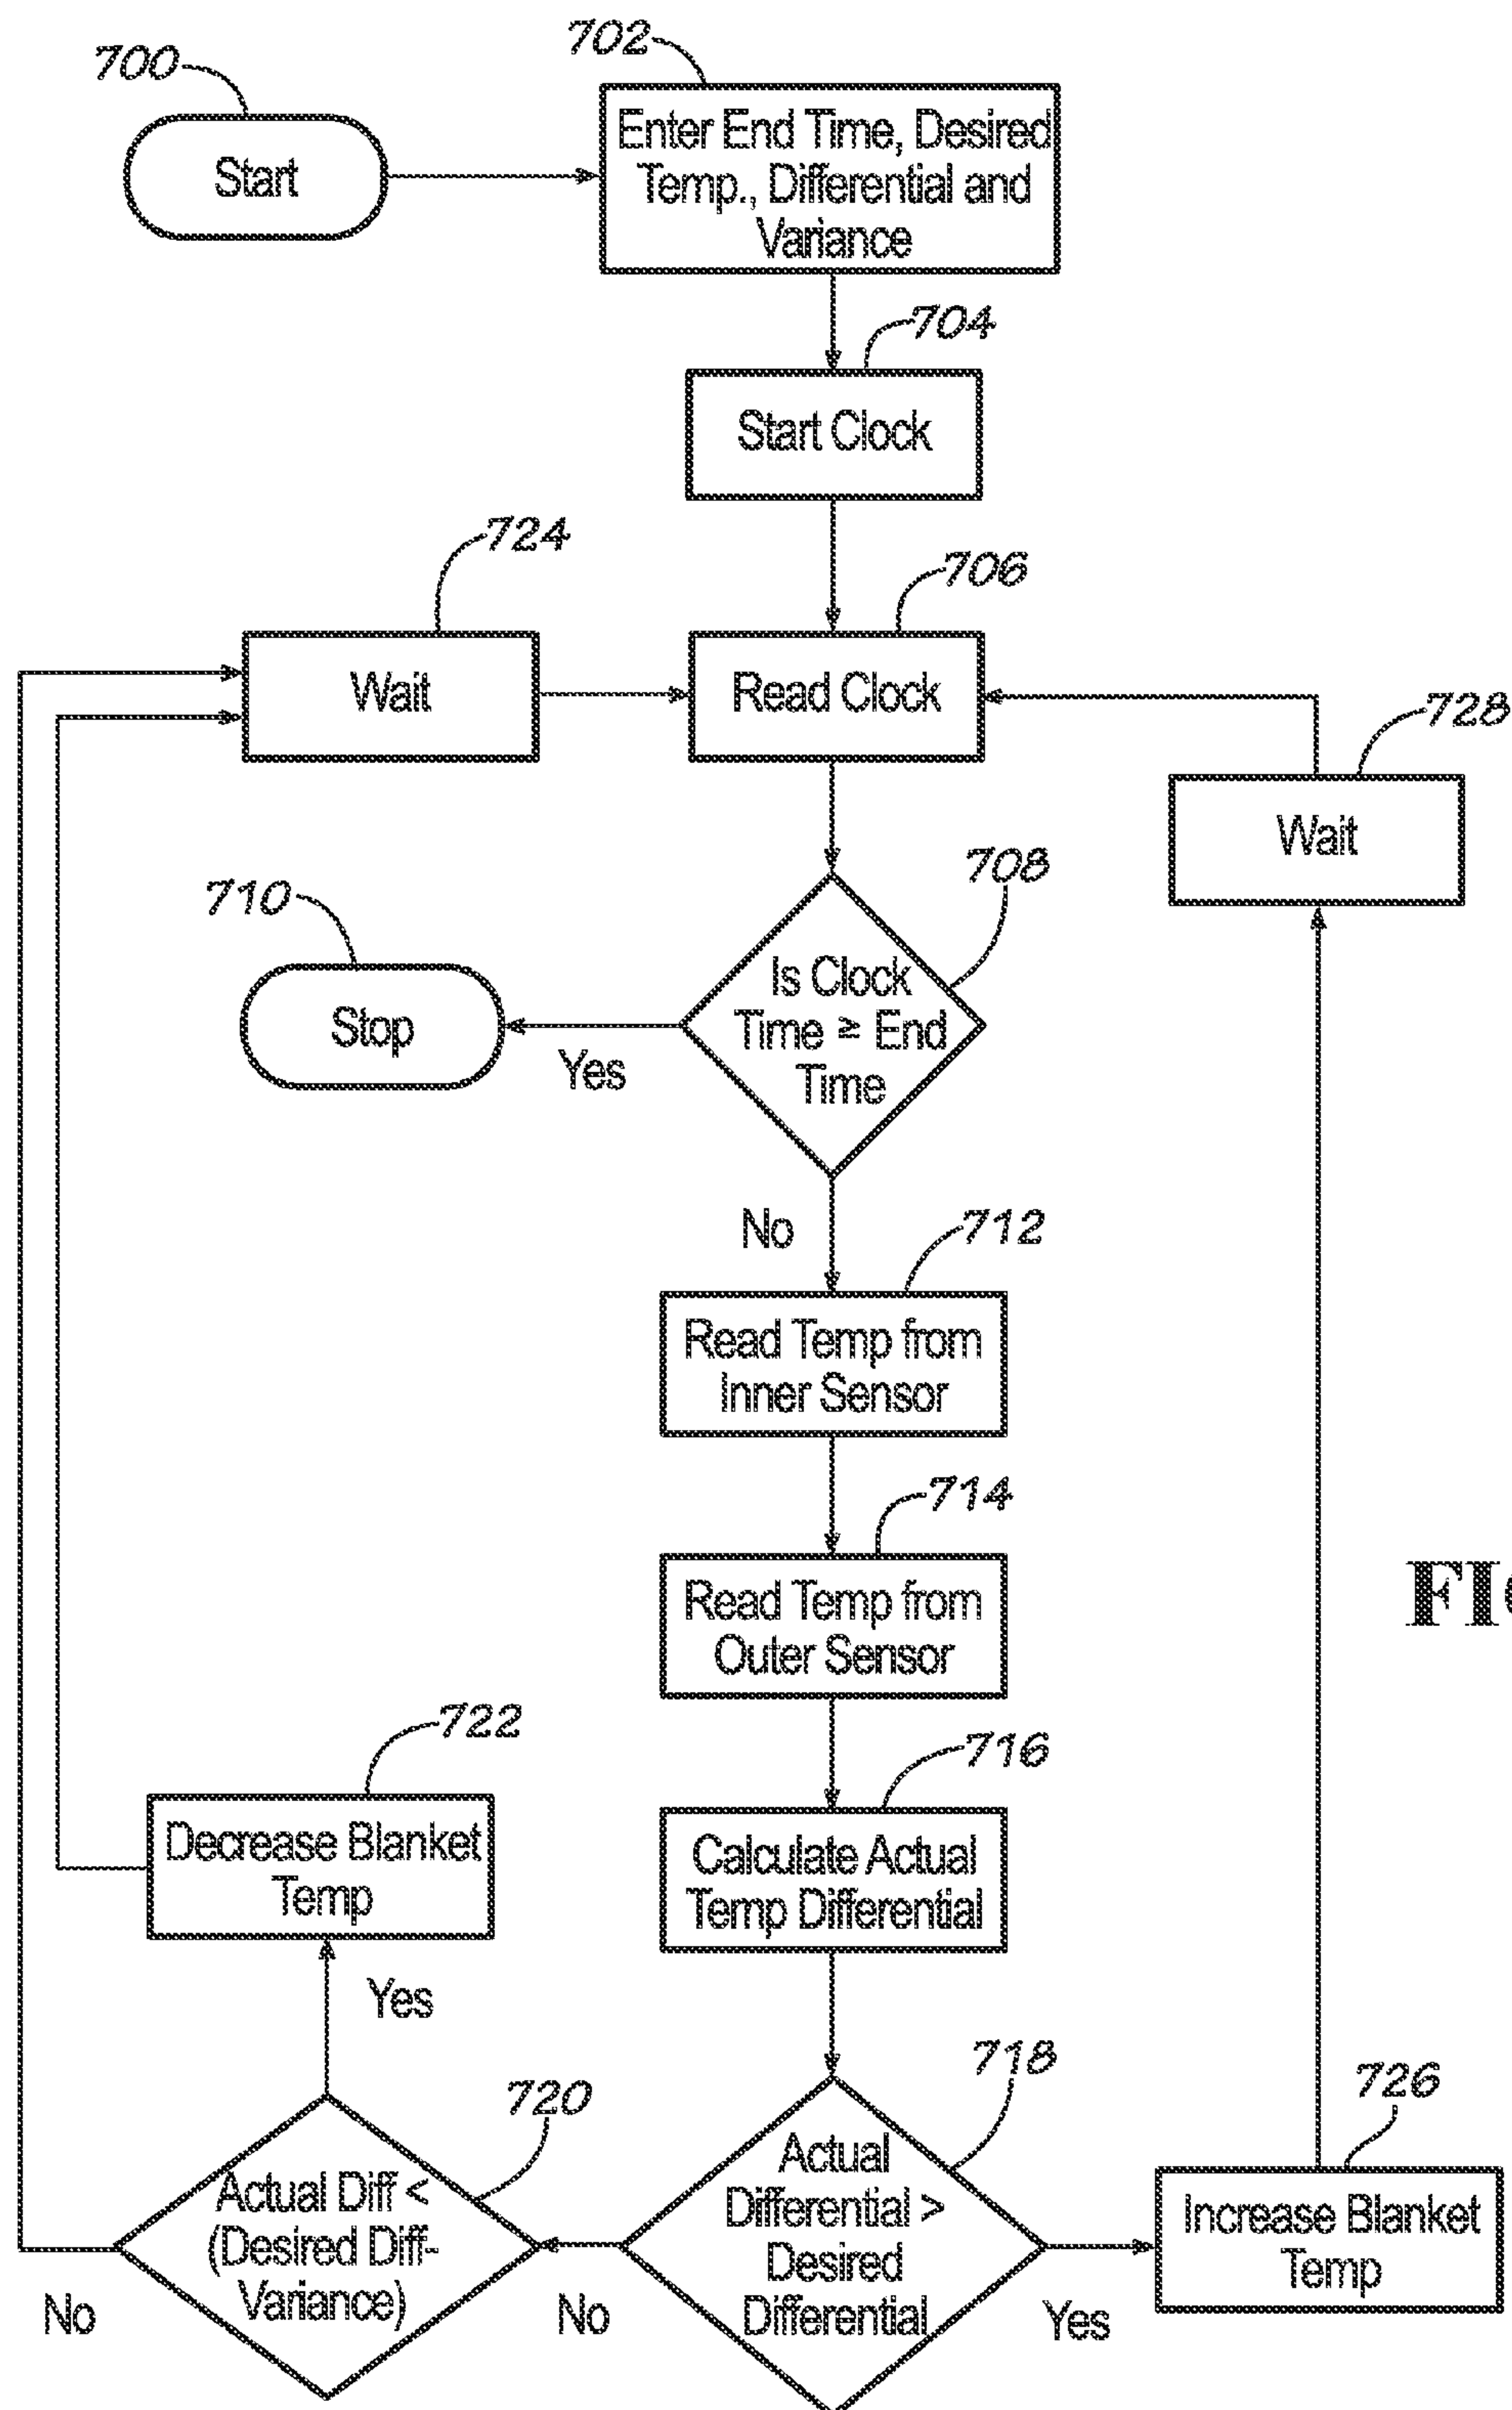 700
Start
702
Enter End Time, Desired
Temp., Differential and
Variance
704
Start Clock
724
Wait
706
Read Clock
728
Wait
708
Is Clock
Time ≥ End
Time
710
Stop
Yes
No
712
Read Temp from
Inner Sensor
714
Read Temp from
Outer Sensor
FI
716
Calculate Actual
Temp Differential
722
Decrease Blanket
Temp
Yes
718
Actual
Differential >
Desired
Differential
720
Actual Diff <
(Desired Diff-
Variance)
No
No
Yes
726
Increase Blanket
Temp